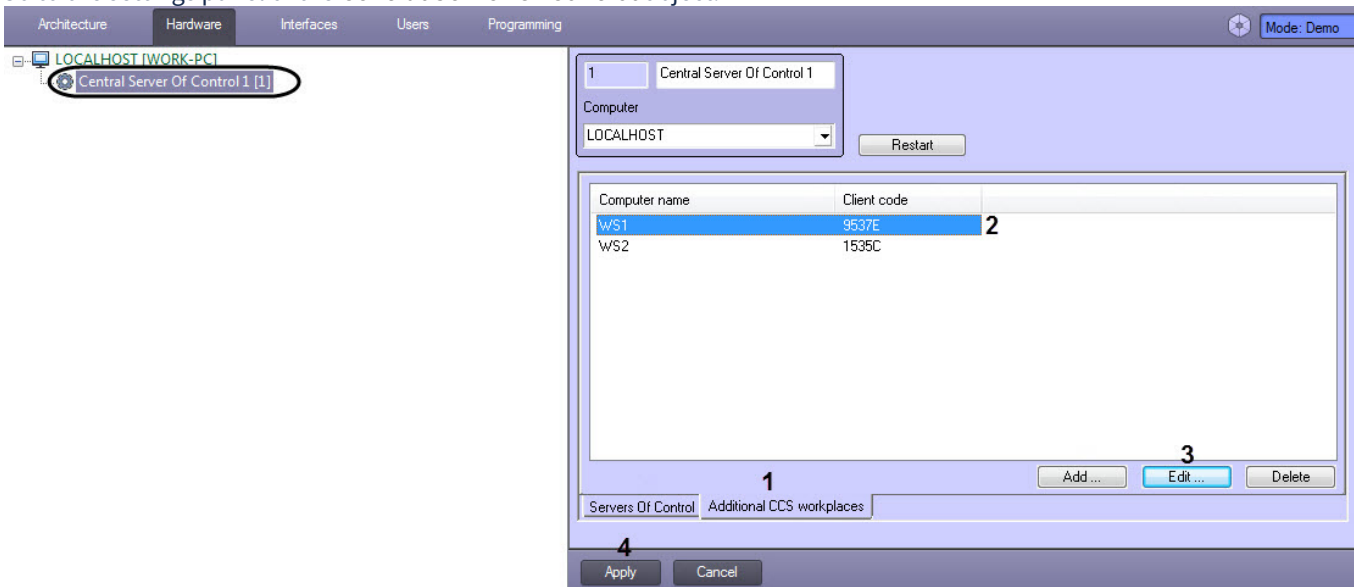 Architecture Hardware Interfaces Users Programming Mode: Demo
LOCALHOST [WORK-PC]
Central Server Of Control 1 [1]
1 Central Server Of Control 1
Computer
LOCALHOST
Restart
Computer name Client code
WS1 9537E 2
WS2 1535C
3
Add ... Edit ... Delete
1
Servers Of Control Additional CCS workplaces
4
Apply Cancel